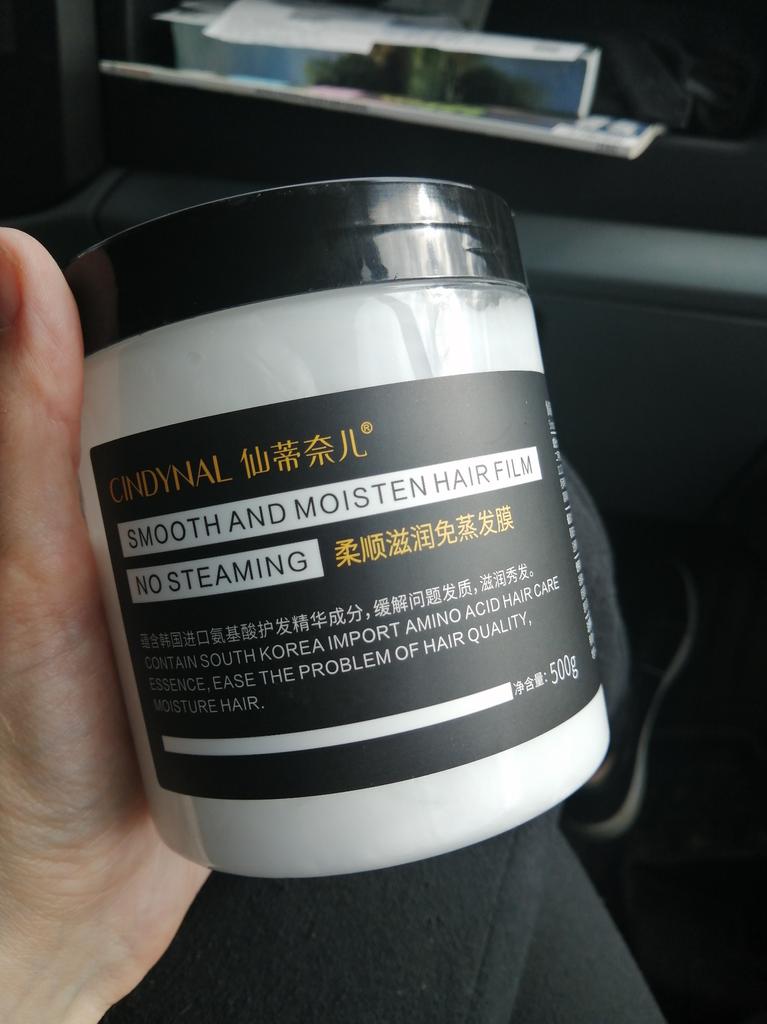 CINDYNAL 仙蒂奈儿®
SMOOTH AND MOISTEN HAIR FILM
NO STEAMING 柔顺滋润免蒸发膜
蕴含韩国进口氨基酸护发精华成分,缓解问题发质,滋润秀发。
CONTAIN SOUTH KOREA IMPORT AMINO ACID HAIR CARE
ESSENCE, EASE THE PROBLEM OF HAIR QUALITY,
MOISTURE HAIR.
净含量: 500g